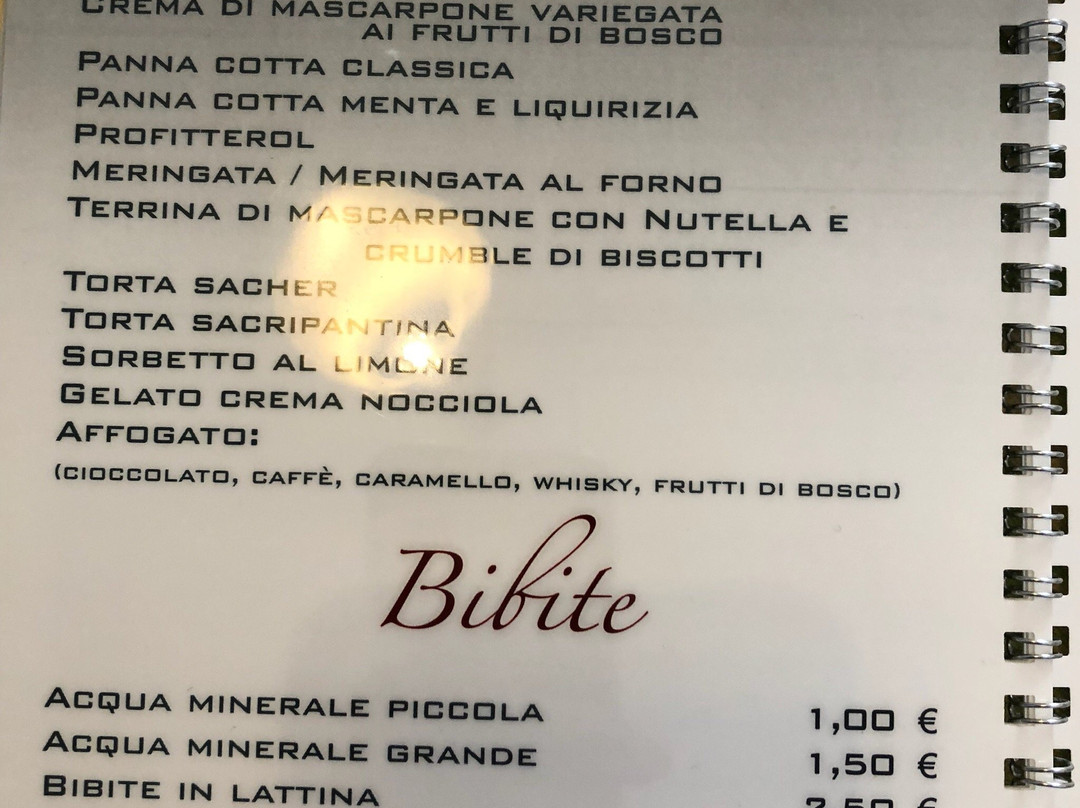 CREMA DI MASCARPONE VARIEGATA
AI FRUTTI DI BOSCO
PANNA COTTA CLASSICA
PANNA COTTA MENTA E LIQUIRIZIA
PROFITTEROL
MERINGATA / MERINGATA AL FORNO
TERRINA DI MASCARPONE CON NUTELLA E
CRUMBLE DI BISCOTTI
TORTA SACHER
TORTA SACRIPANTINA
SORBETTO AL LIMONE
GELATO CREMA NOCCIOLA
AFFOGATO:
(CIOCCOLATO, CAFFÈ, CARAMELLO, WHISKY, FRUTTI DI BOSCO)
Bibite
ACQUA MINERALE PICCOLA 1,00 €
ACQUA MINERALE GRANDE 1,50 €
BIBITE IN LATTINA